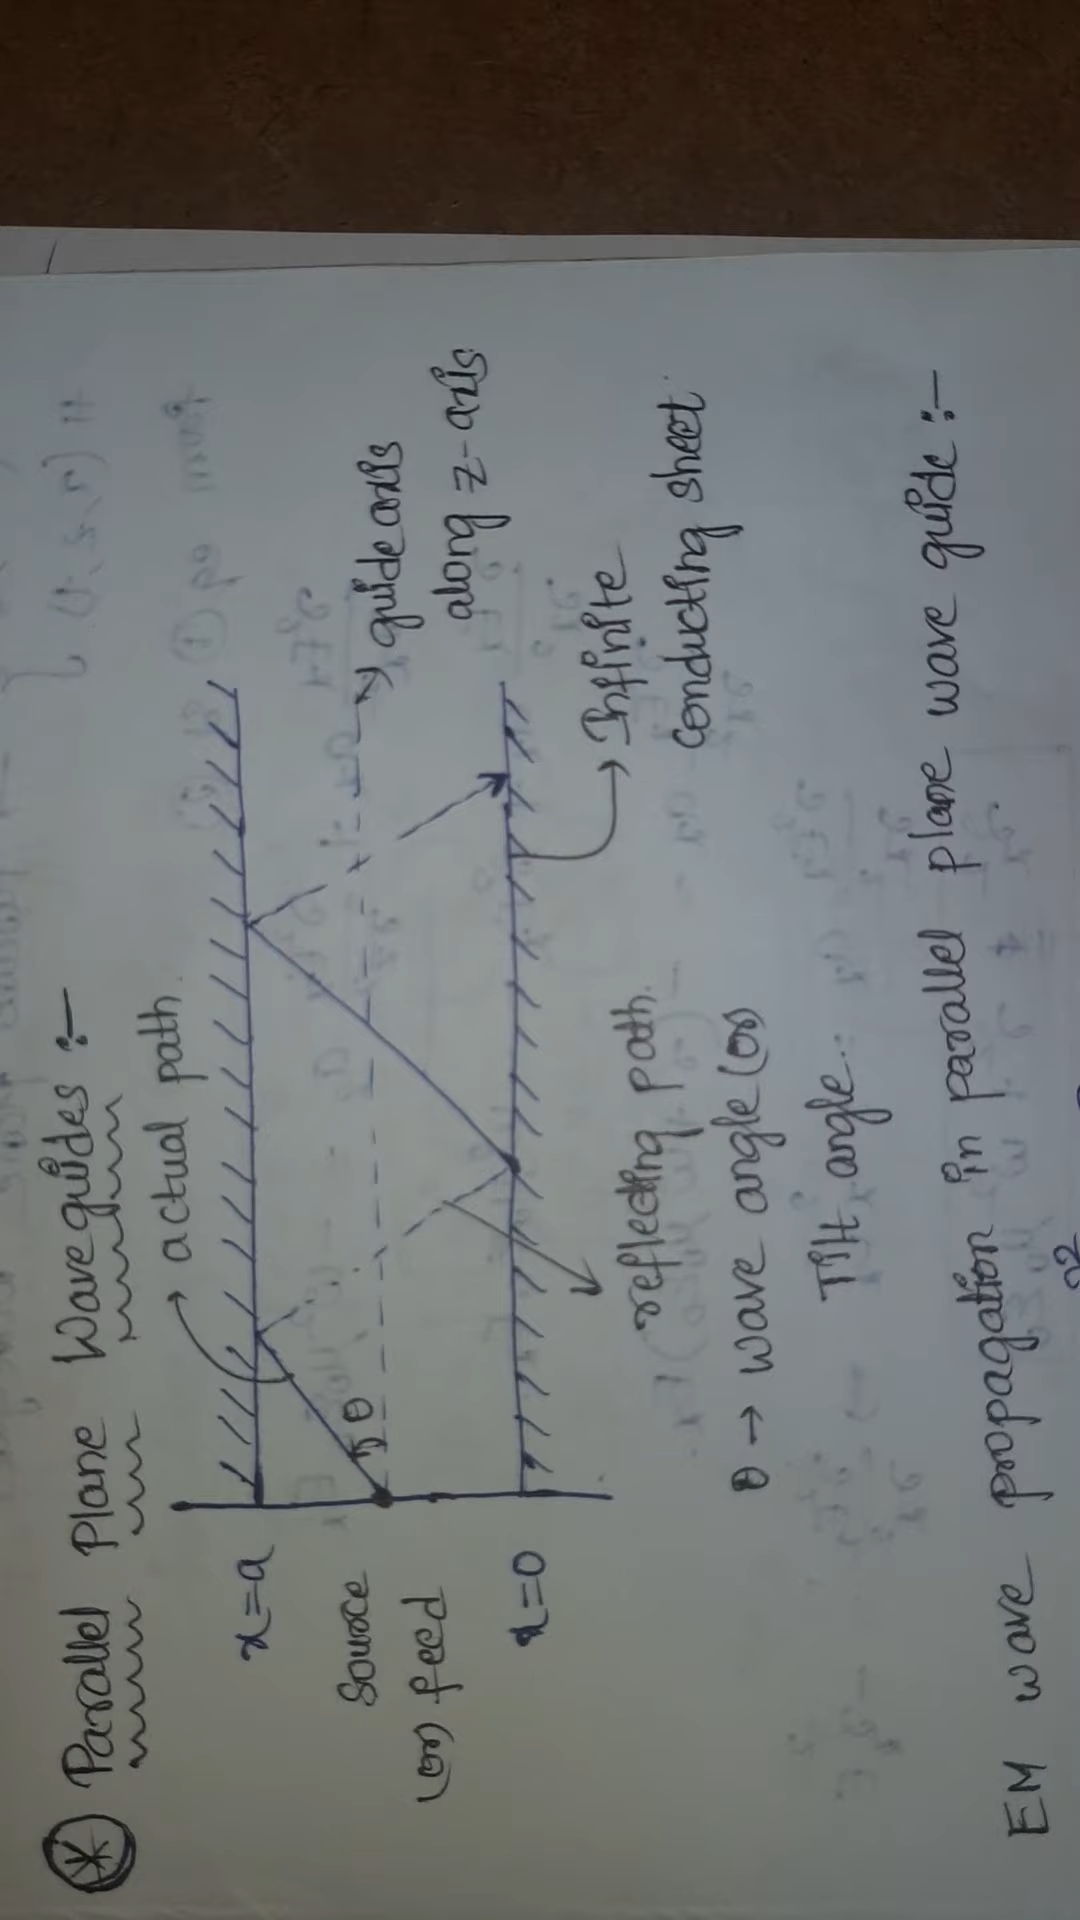 Parallel Plane Waveguides :-
actual path.
x=a
θ
guide axis
along z-axis
Source
(or) feed
x=0
Infinite
conducting sheet.
reflecting path.
θ → wave angle (or)
Tilt angle.
EM wave propagation in parallel plane wave guide :-